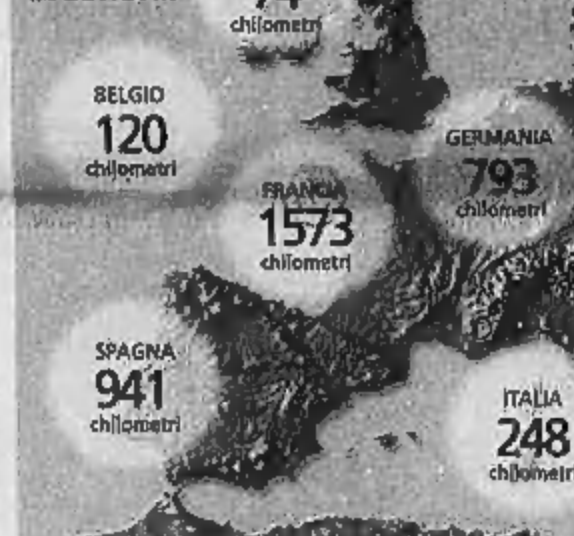 chilometri
BELGIO
120
chilometri
GERMANIA
793
chilometri
FRANCIA
1573
chilometri
SPAGNA
941
chilometri
ITALIA
248